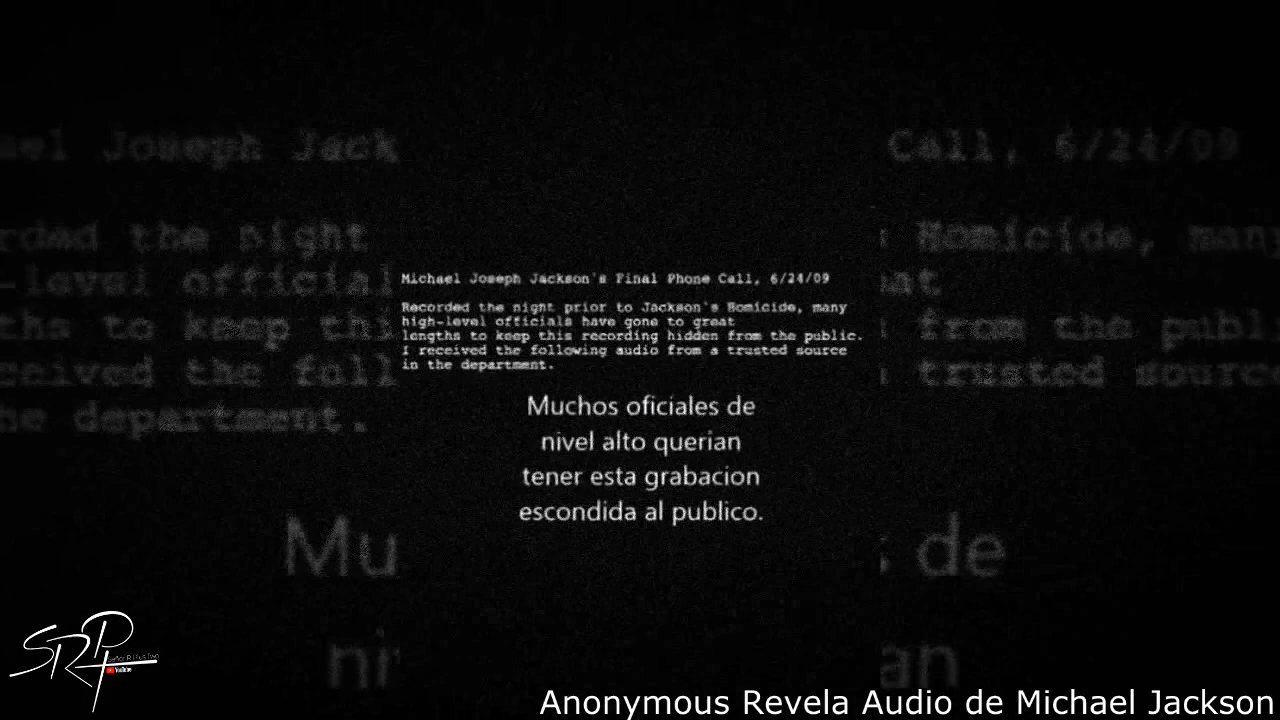 Michael Joseph Jackson's Final Phone Call, 6/24/09
Recorded the night prior to Jackson's Homicide, many
high-level officials have gone to great
lengths to keep this recording hidden from the public.
I received the following audio from a trusted source
in the department.
Muchos oficiales de
nivel alto querian
tener esta grabacion
escondida al publico.
SRP
YouTube
Anonymous Revela Audio de Michael Jackson